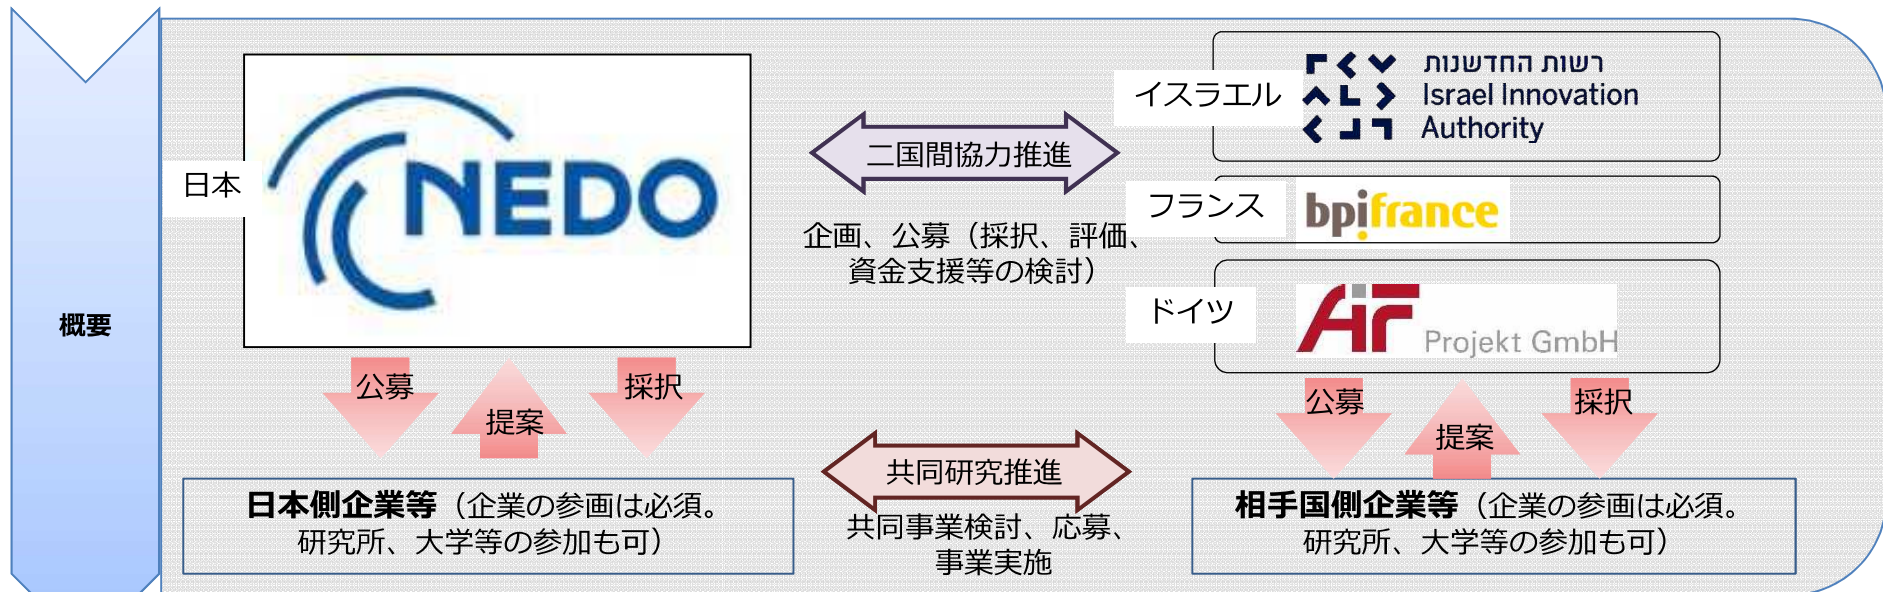 概要
日本
NEDO
二国間協力推進
企画、公募（採択、評価、
資金支援等の検討）
イスラエル
רשות החדשנות
Israel Innovation
Authority
フランス
bpifrance
ドイツ
AiF
Projekt GmbH
公募
提案
採択
公募
提案
採択
日本側企業等（企業の参画は必須。
研究所、大学等の参加も可）
共同研究推進
共同事業検討、応募、
事業実施
相手国側企業等（企業の参画は必須。
研究所、大学等の参加も可）